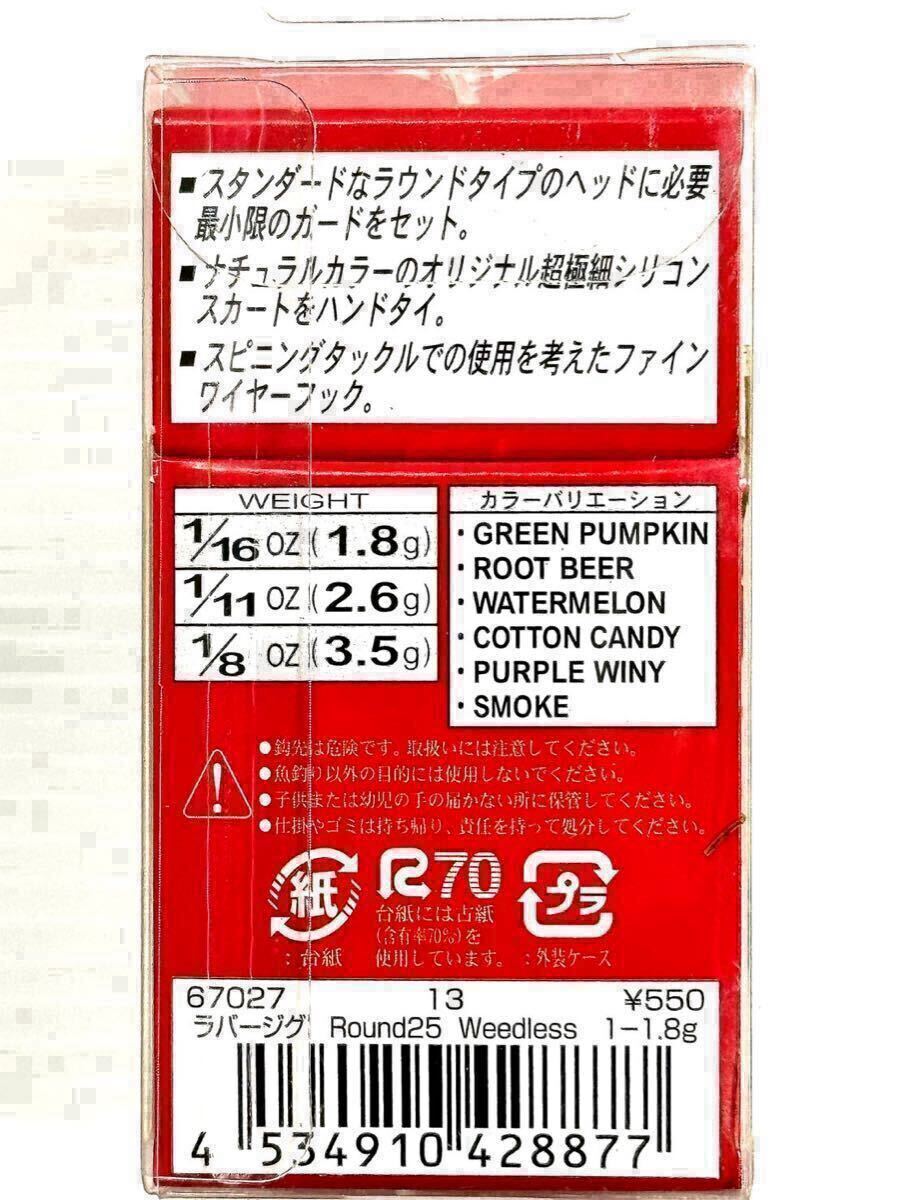 ■スタンダードなラウンドタイプのヘッドに必要
最小限のガードをセット。
■ナチュラルカラーのオリジナル超極細シリコン
スカートをハンドタイ。
■スピニングタックルでの使用を考えたファイン
ワイヤーフック。
WEIGHT
1/16 OZ (1.8g)
1/11 OZ (2.6g)
1/8 OZ (3.5g)
カラーバリエーション
・GREEN PUMPKIN
・ROOT BEER
・WATERMELON
・COTTON CANDY
・PURPLE WINY
・SMOKE
●鈎先は危険です。取扱いには注意してください。
●魚釣り以外の目的には使用しないでください。
●子供または幼児の手の届かない所に保管してください。
●仕掛やゴミは持ち帰り、責任を持って処分してください。
紙
:台紙
R70
台紙には古紙
(含有率70%)を
使用しています。
プラ
:外装ケース
67027 13 ¥550
ラバージグ Round25 Weedless 1-1.8g
4 534910 428877